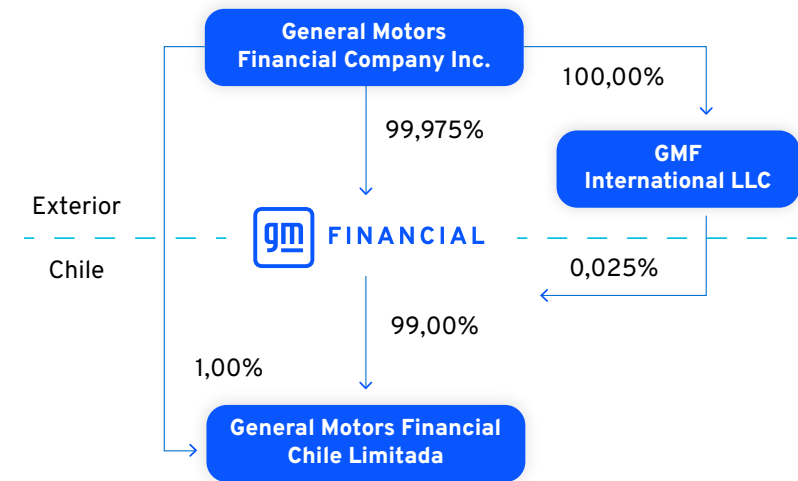 General Motors
Financial Company Inc.
100,00%
99,975%
GMF
International LLC
Exterior
gm FINANCIAL
Chile
0,025%
99,00%
1,00%
General Motors Financial
Chile Limitada